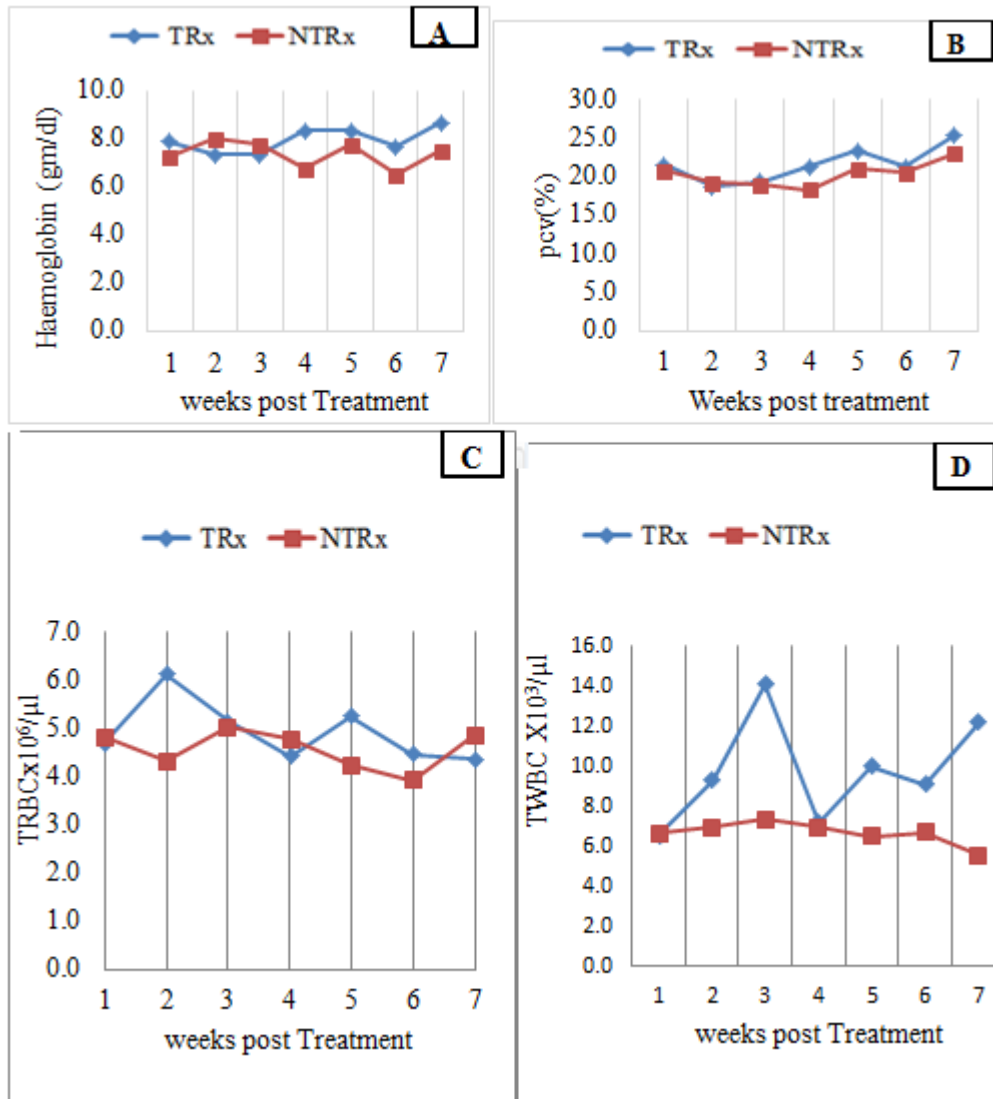 TRx NTRx A
Haemoglobin (gm/dl)
10.0
8.0
6.0
4.0
2.0
0.0
1 2 3 4 5 6 7
weeks post Treatment
TRx NTRx B
pcv(%)
30.0
25.0
20.0
15.0
10.0
5.0
0.0
1 2 3 4 5 6 7
Weeks post treatment
C
TRx NTRx
TRBCx10⁶/µl
7.0
6.0
5.0
4.0
3.0
2.0
1.0
0.0
1 2 3 4 5 6 7
weeks post Treatment
D
TRx NTRx
TWBC X10³/µl
16.0
14.0
12.0
10.0
8.0
6.0
4.0
2.0
0.0
1 2 3 4 5 6 7
weeks post Treatment